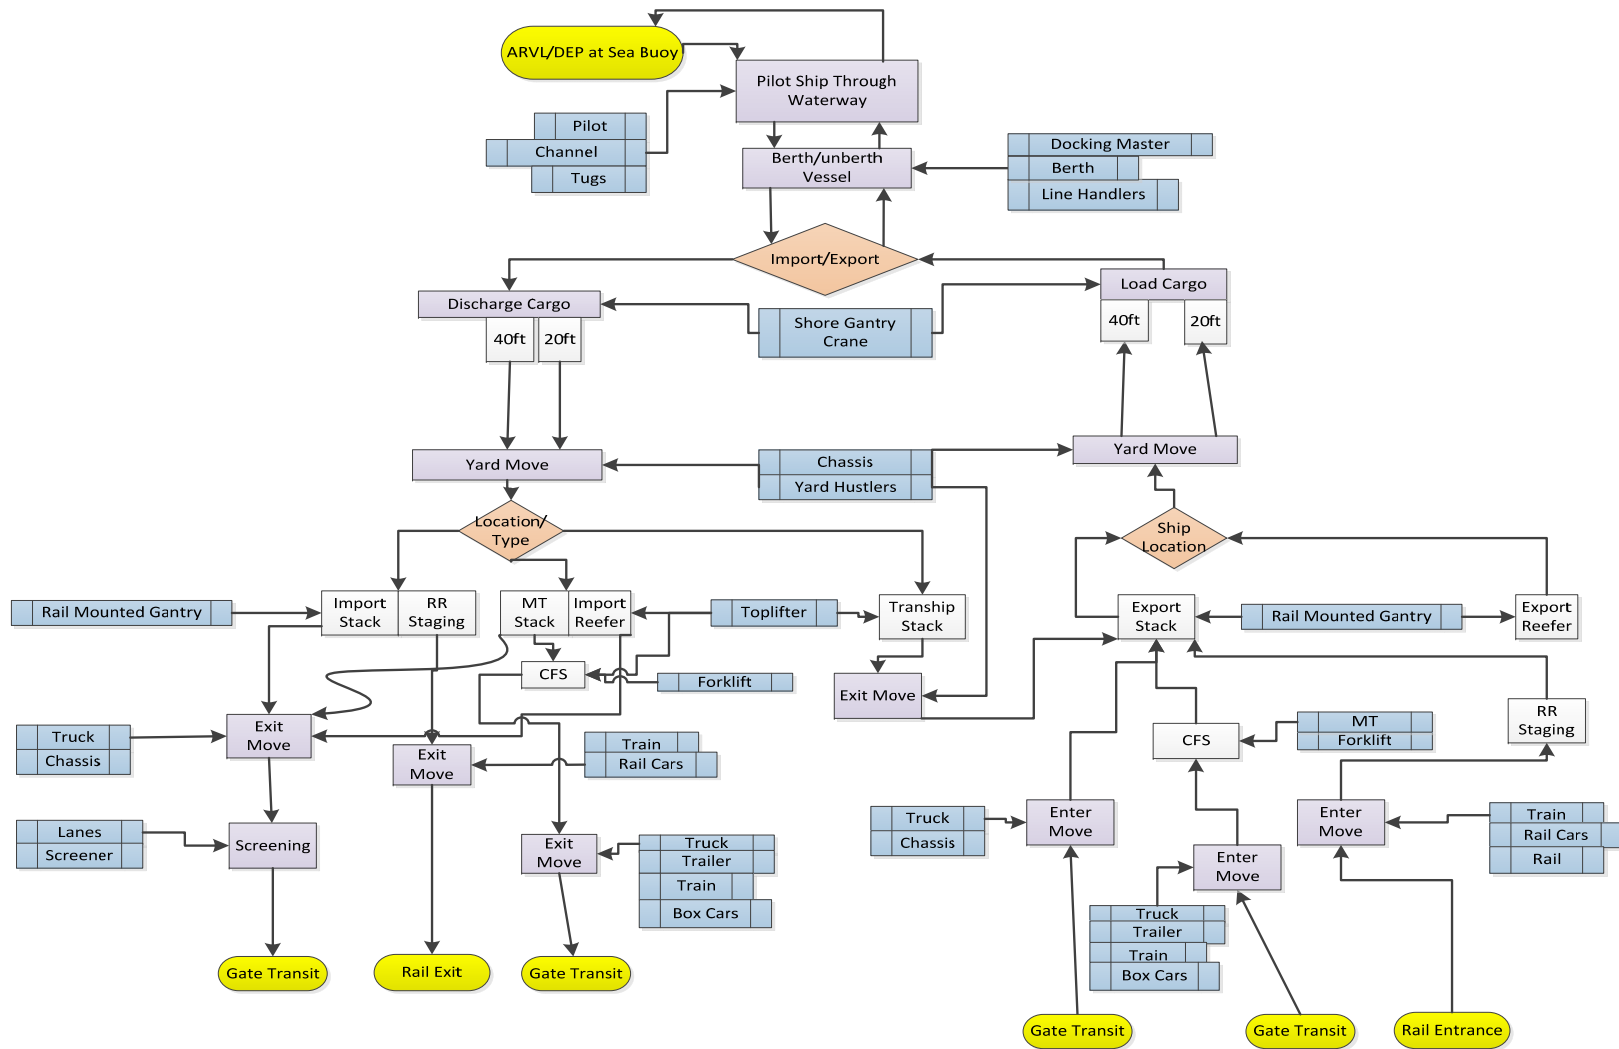 ARVL/DEP at Sea Buoy
Pilot Ship Through
Waterway
Pilot
Channel
Tugs
Berth/unberth
Vessel
Docking Master
Berth
Line Handlers
Import/Export
Discharge Cargo
40ft
20ft
Shore Gantry
Crane
Load Cargo
40ft
20ft
Yard Move
Chassis
Yard Hustlers
Yard Move
Location/
Type
Ship
Location
Rail Mounted Gantry
Import
Stack
RR
Staging
MT
Stack
Import
Reefer
Toplifter
Tranship
Stack
Export
Stack
Rail Mounted Gantry
Export
Reefer
CFS
Forklift
Exit Move
Truck
Chassis
Exit
Move
Exit
Move
Train
Rail Cars
CFS
MT
Forklift
RR
Staging
Lanes
Screener
Screening
Exit
Move
Truck
Trailer
Train
Box Cars
Truck
Chassis
Enter
Move
Enter
Move
Truck
Trailer
Train
Box Cars
Enter
Move
Train
Rail Cars
Rail
Gate Transit
Rail Exit
Gate Transit
Gate Transit
Gate Transit
Rail Entrance